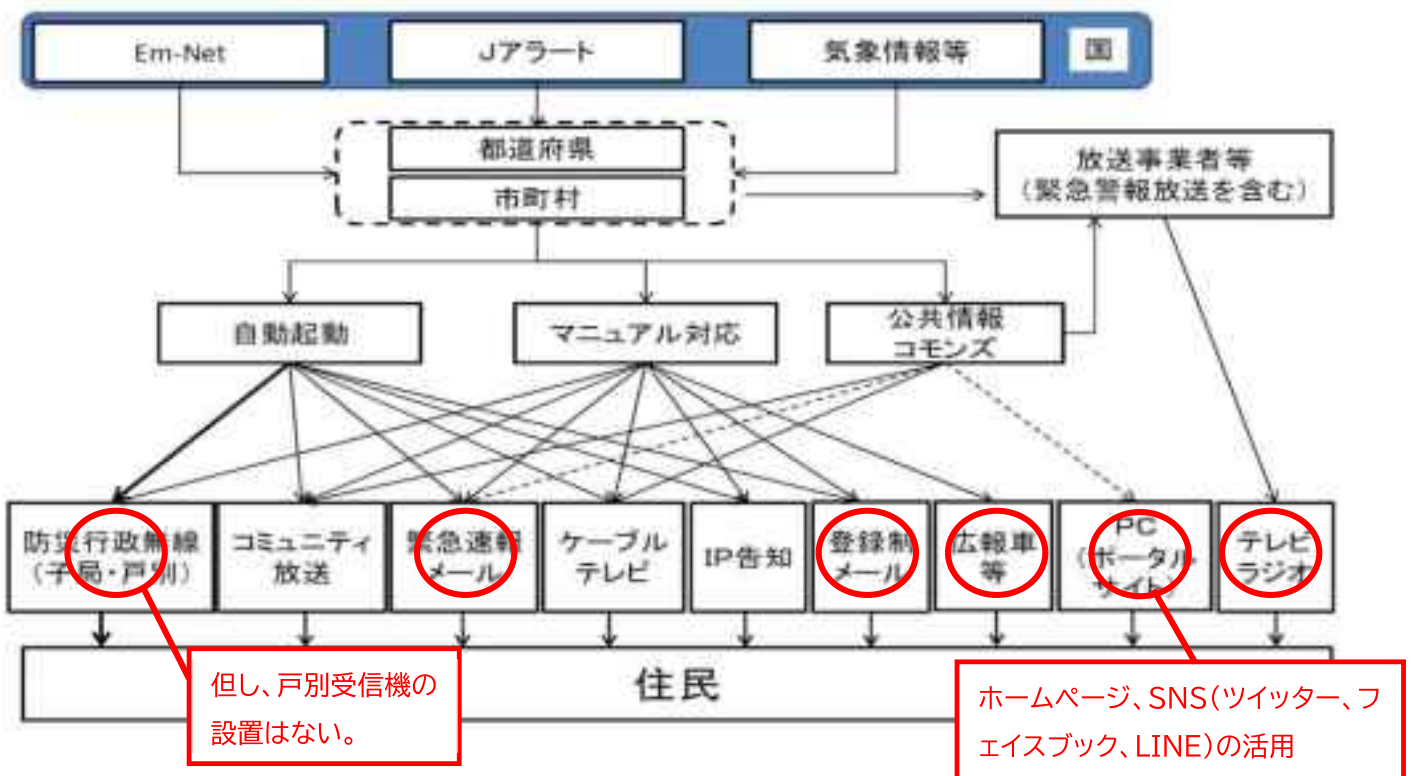 Em-Net
Jアラート
気象情報等
国
都道府県
市町村
放送事業者等
(緊急警報放送を含む)
自動起動
マニュアル対応
公共情報
コモンズ
防災行政無線
(子局・戸別)
コミュニティ
放送
緊急速報
メール
ケーブル
テレビ
IP告知
登録制
メール
広報車
等
PC
(ポータル
サイト)
テレビ
ラジオ
住民
但し、戸別受信機の
設置はない。
ホームページ、SNS(ツイッター、フ
ェイスブック、LINE)の活用